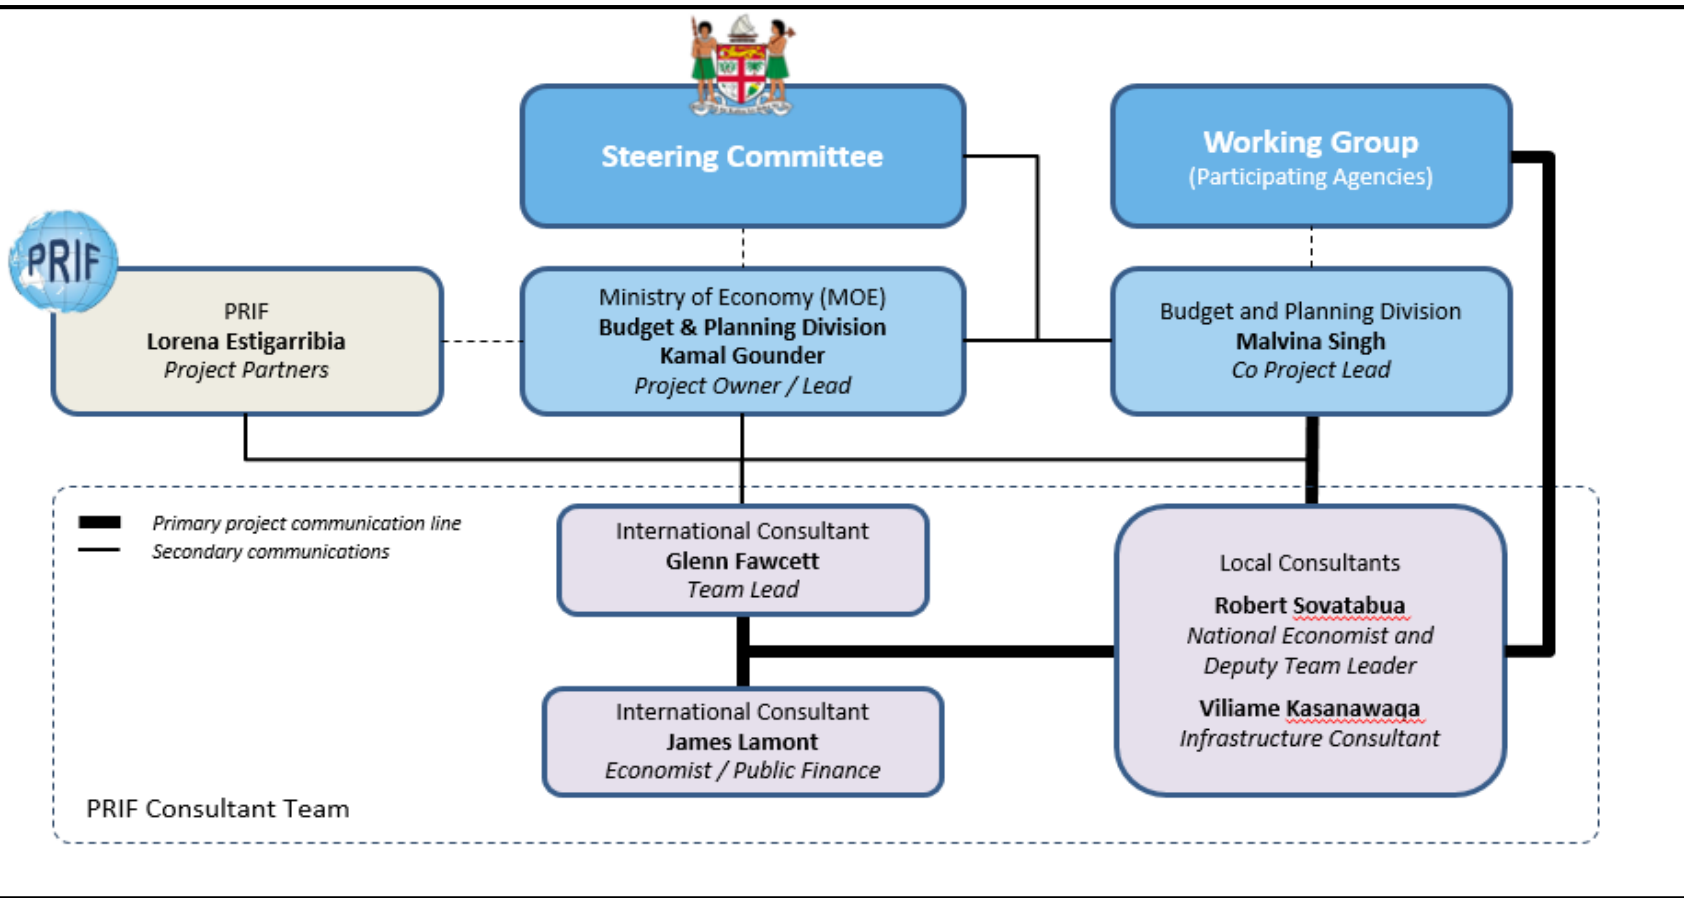 Steering Committee
Working Group
(Participating Agencies)
PRIF
PRIF
Lorena Estigarribia
Project Partners
Ministry of Economy (MOE)
Budget & Planning Division
Kamal Gounder
Project Owner / Lead
Budget and Planning Division
Malvina Singh
Co Project Lead
Primary project communication line
Secondary communications
International Consultant
Glenn Fawcett
Team Lead
International Consultant
James Lamont
Economist / Public Finance
Local Consultants
Robert Sovatabua
National Economist and
Deputy Team Leader
Viliame Kasanawaqa
Infrastructure Consultant
PRIF Consultant Team